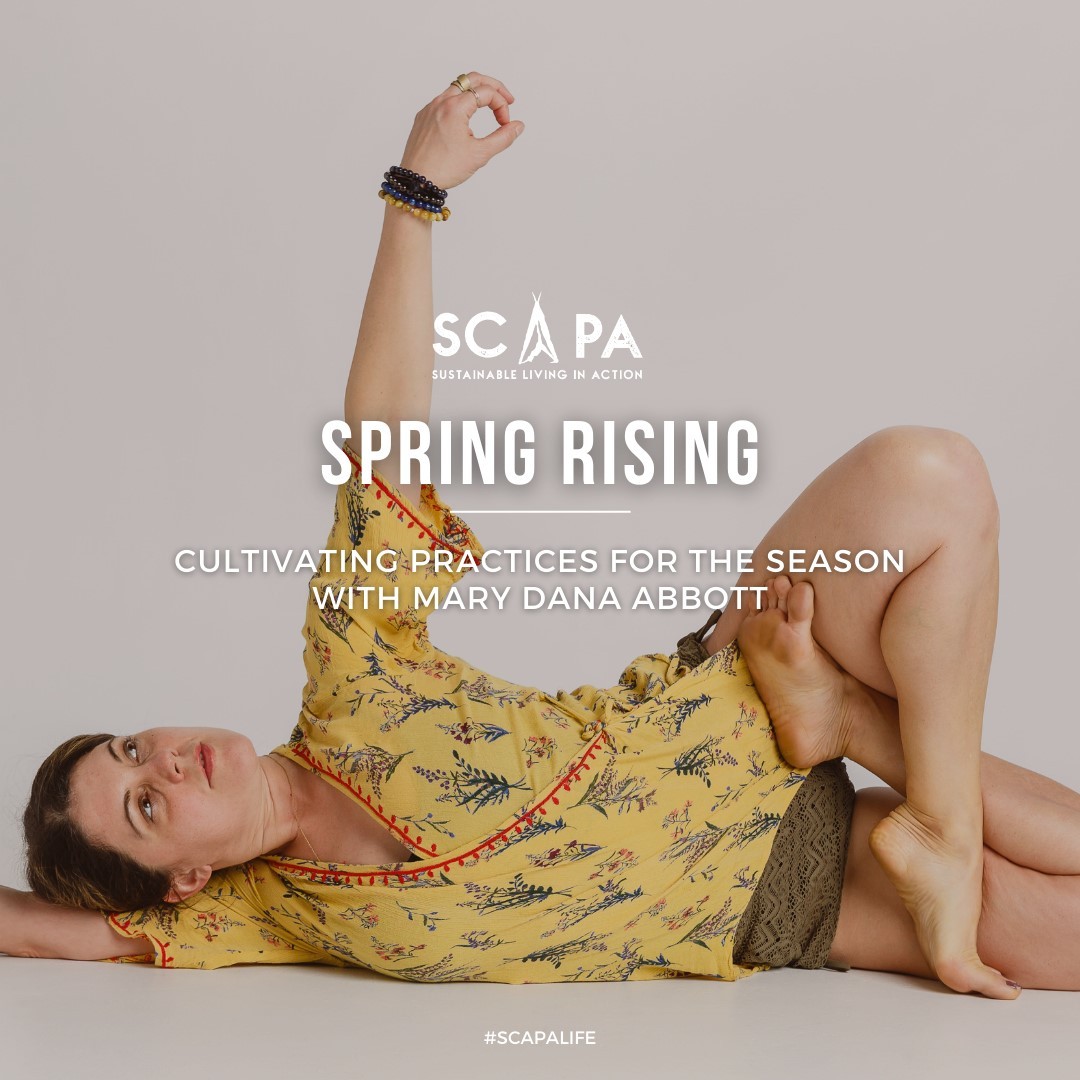 SCAPA
SUSTAINABLE LIVING IN ACTION
SPRING RISING
CULTIVATING PRACTICES FOR THE SEASON
WITH MARY DANA ABBOTT
#SCAPALIFE